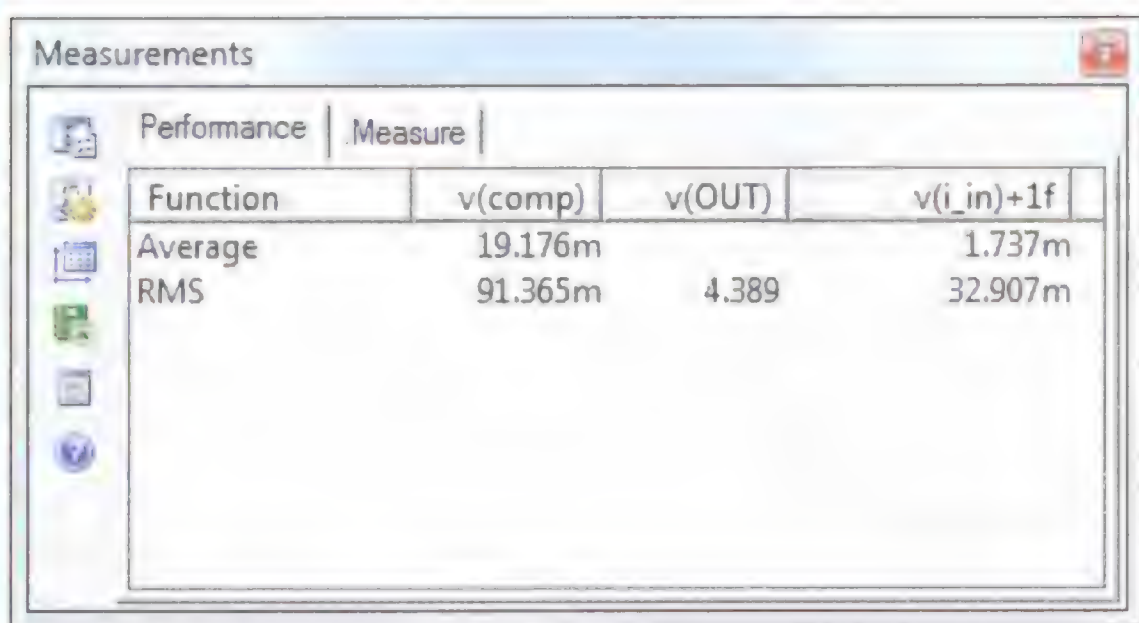 Measurements
Performance Measure
Function v(comp) v(OUT) v(i_in)+1f
Average 19.176m 1.737m
RMS 91.365m 4.389 32.907m